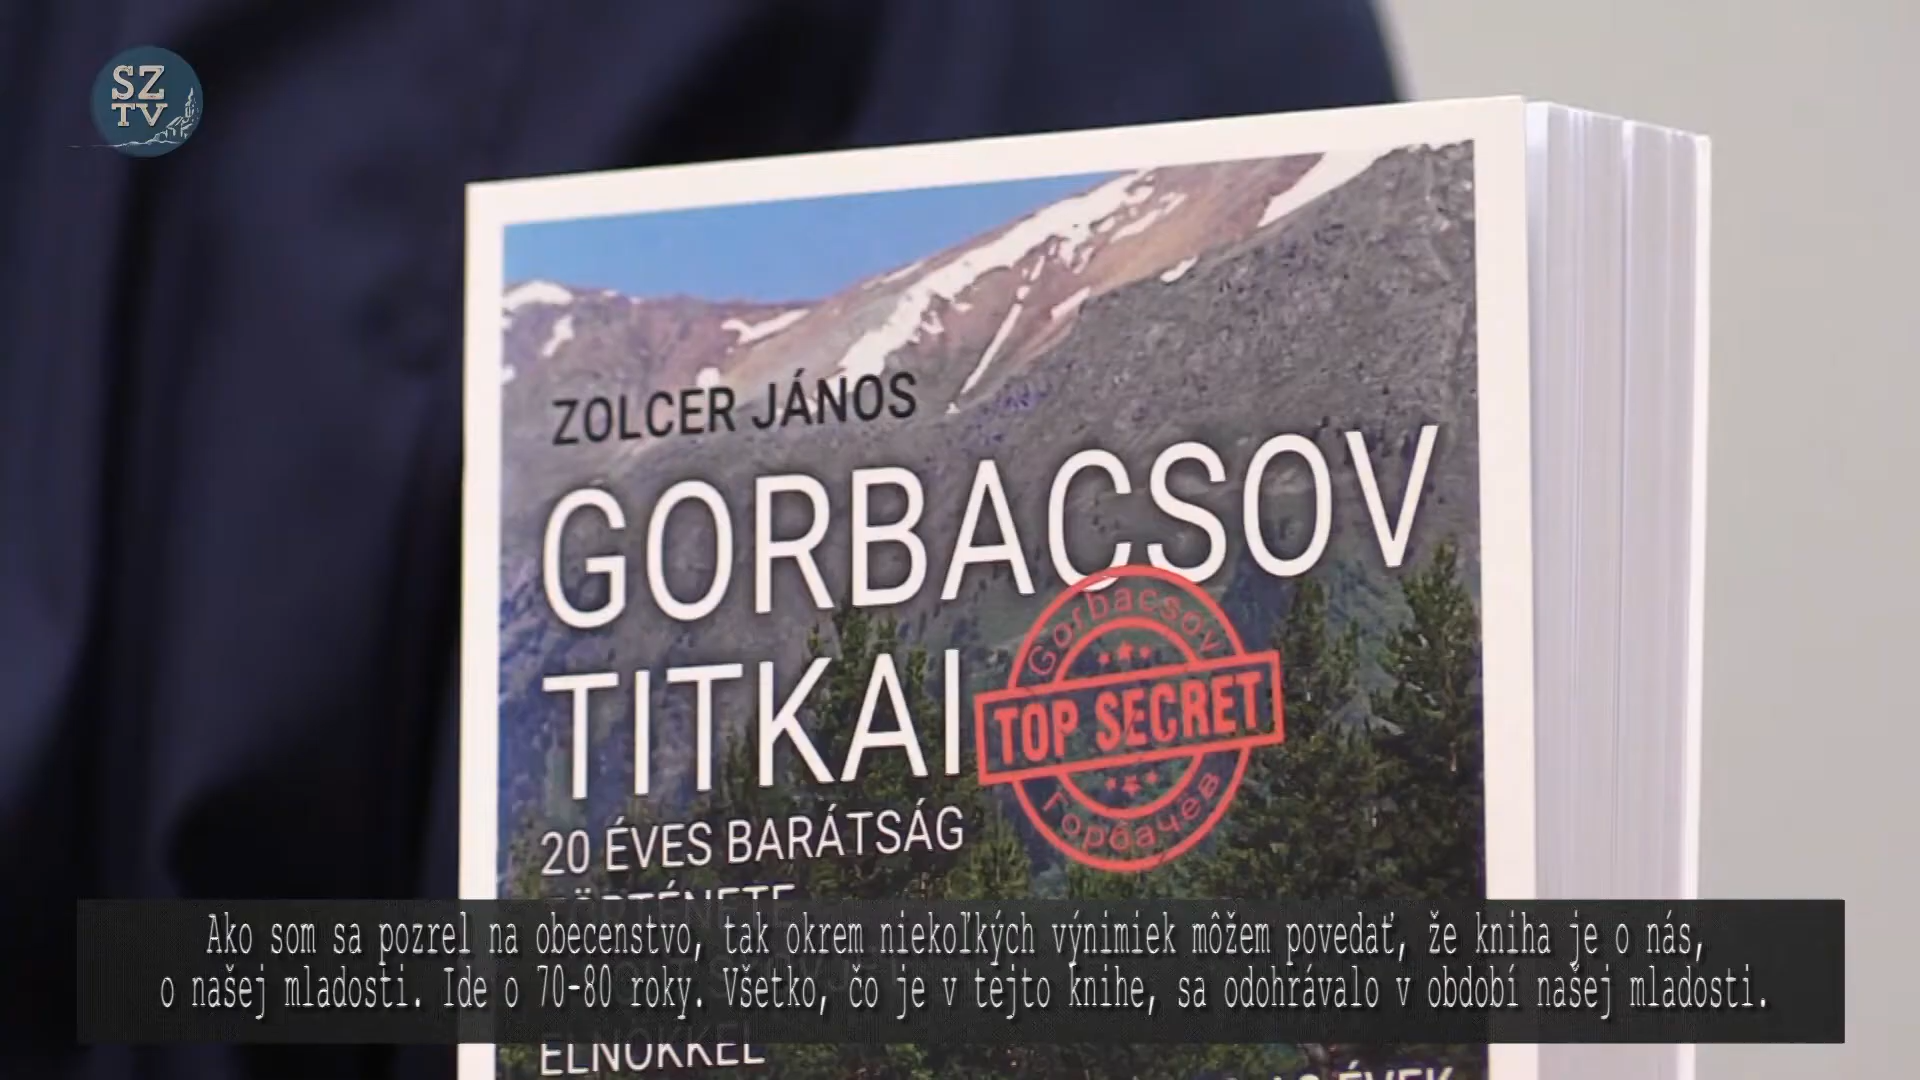 SZ
TV
ZOLCER JÁNOS
GORBACSOV
TITKAI
Gorbacsov
TOP SECRET
Горбачев
20 ÉVES BARÁTSÁG
TÖRTÉNETE
ELNÖKKEL
ÉVEK
Ako som sa pozrel na obecenstvo, tak okrem niekoľkých výnimiek môžem povedať, že kniha je o nás,
o našej mladosti. Ide o 70-80 roky. Všetko, čo je v tejto knihe, sa odohrávalo v období našej mladosti.